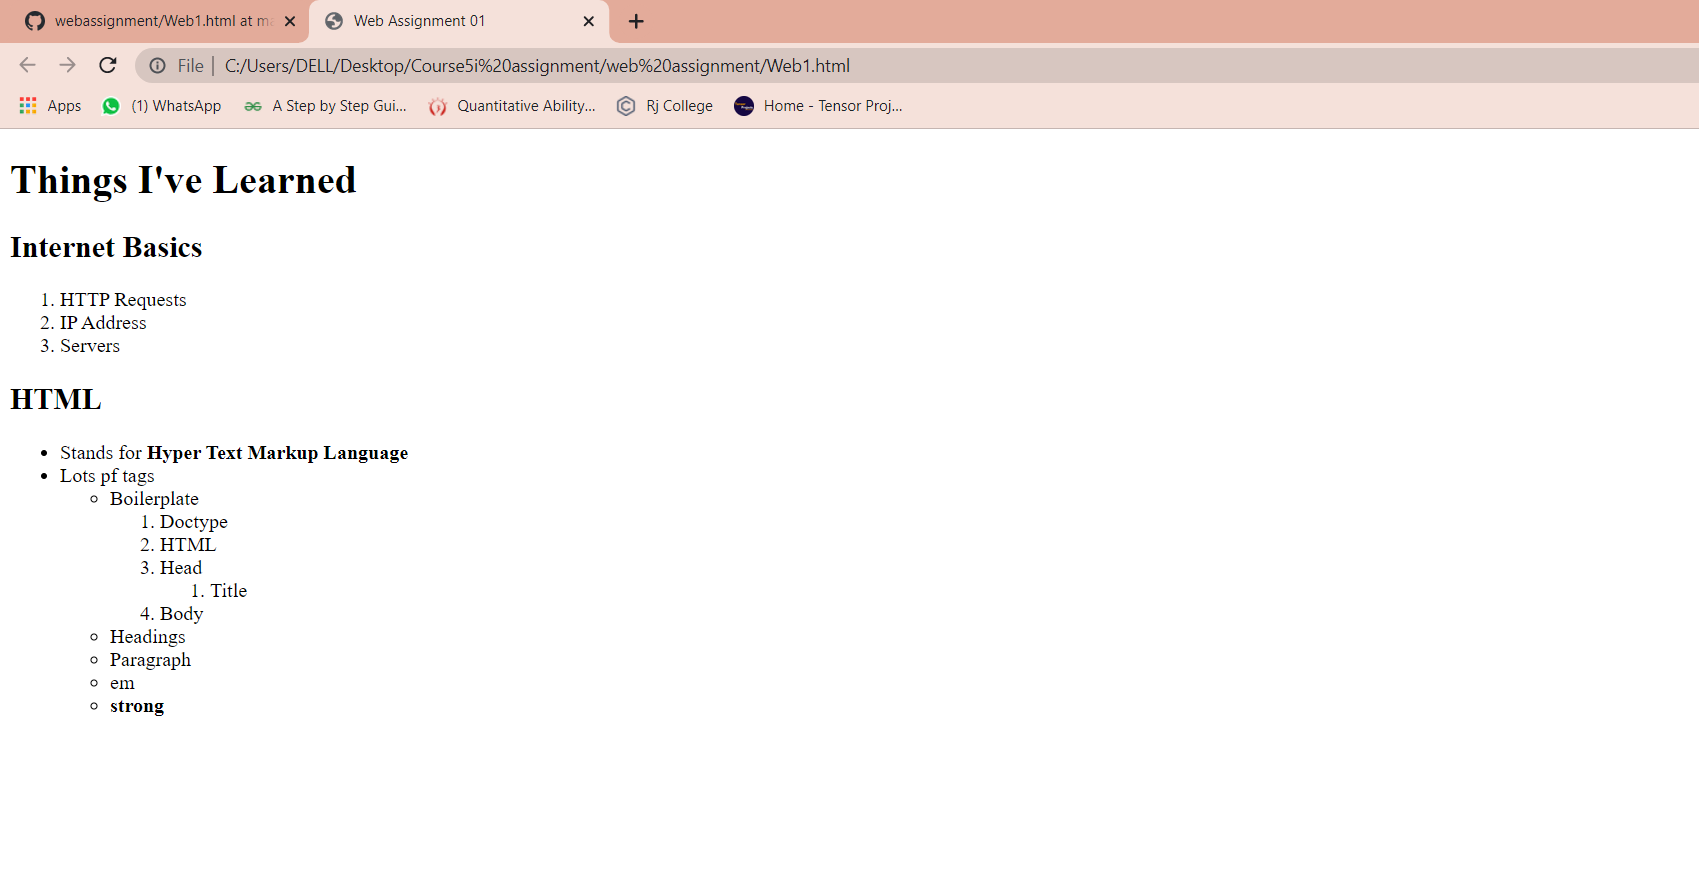 webassignment/Web1.html at ma
Web Assignment 01
File | C:/Users/DELL/Desktop/Course5i%20assignment/web%20assignment/Web1.html
Apps (1) WhatsApp A Step by Step Gui... Quantitative Ability... Rj College Home - Tensor Proj...
Things I've Learned
Internet Basics
1. HTTP Requests
2. IP Address
3. Servers
HTML
• Stands for Hyper Text Markup Language
• Lots pf tags
◦ Boilerplate
1. Doctype
2. HTML
3. Head
1. Title
4. Body
◦ Headings
◦ Paragraph
◦ em
◦ strong